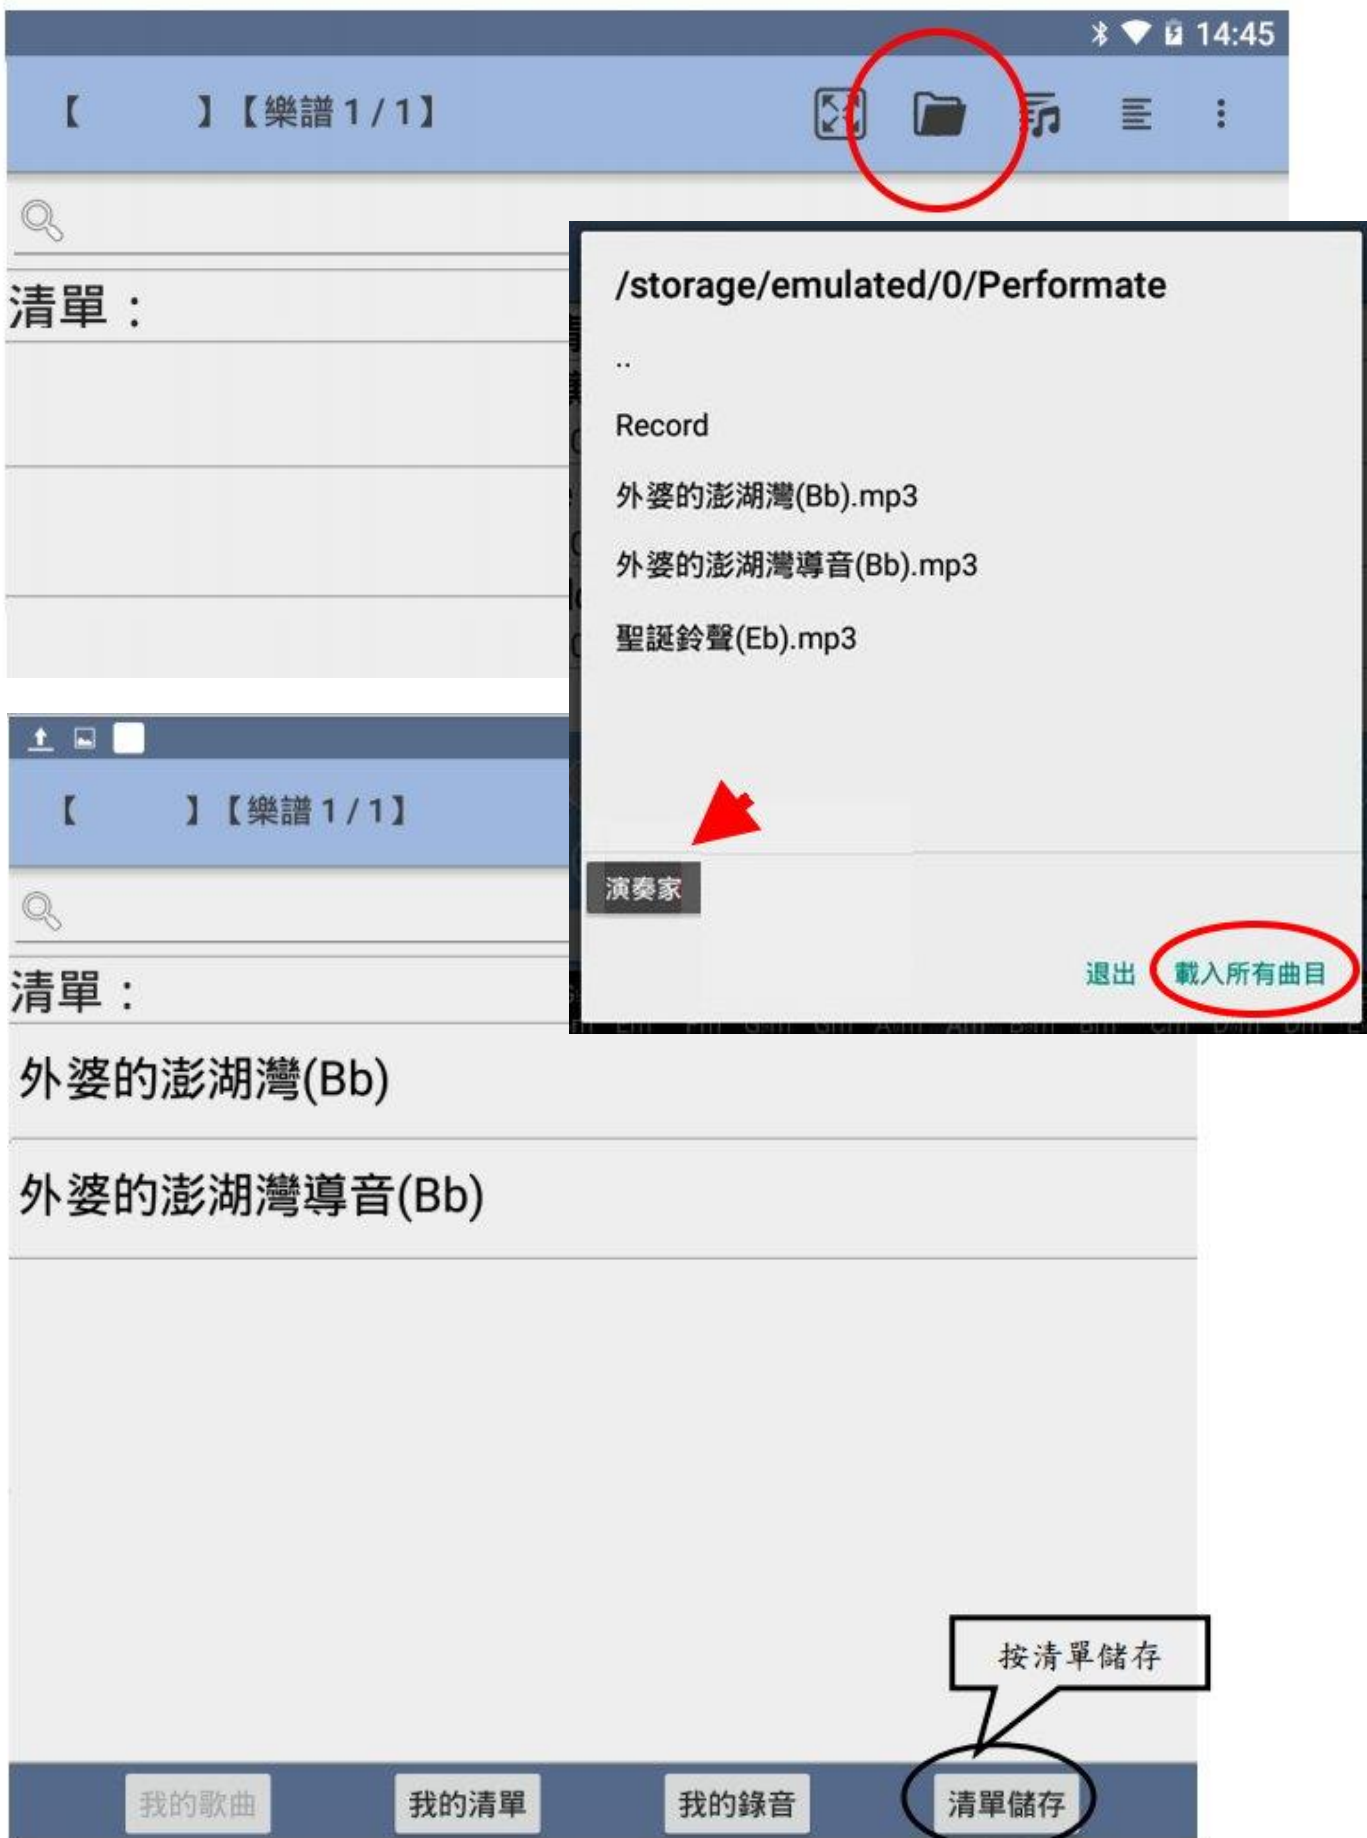 14:45
【 】【樂譜 1 / 1】
清單：
/storage/emulated/0/Performate
..
Record
外婆的澎湖灣(Bb).mp3
外婆的澎湖灣導音(Bb).mp3
聖誕鈴聲(Eb).mp3
演奏家
退出 載入所有曲目
【 】【樂譜 1 / 1】
清單：
外婆的澎湖灣(Bb)
外婆的澎湖灣導音(Bb)
按清單儲存
我的歌曲 我的清單 我的錄音 清單儲存